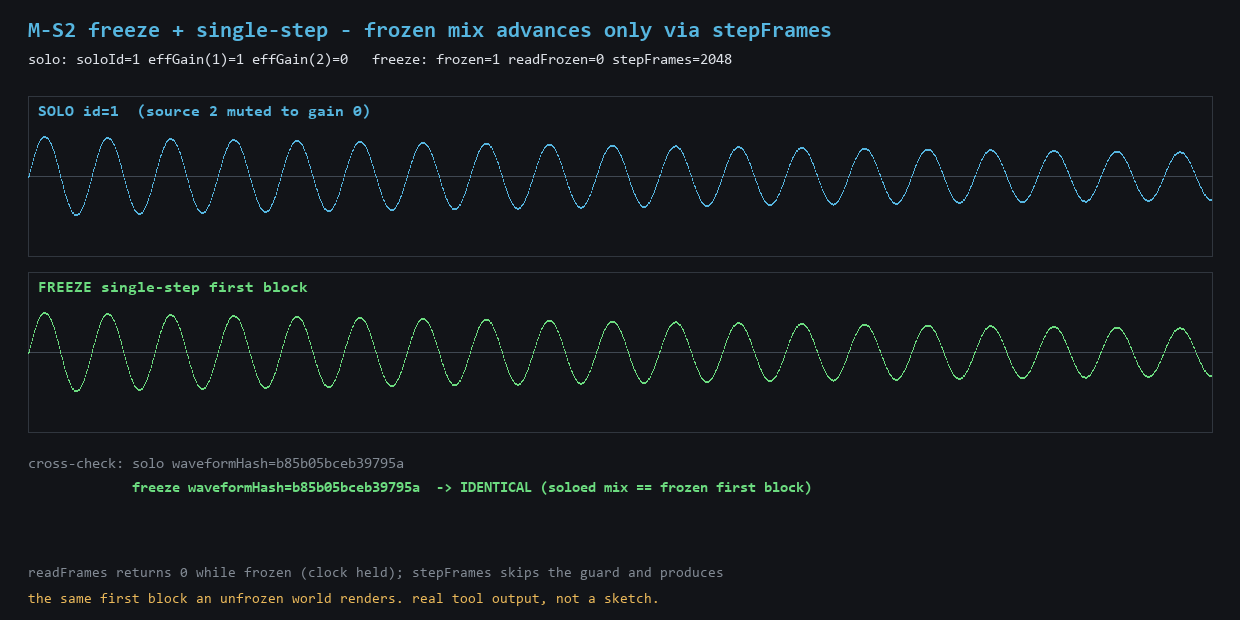 M-S2 freeze + single-step - frozen mix advances only via stepFrames
solo: soloId=1 effGain(1)=1 effGain(2)=0   freeze: frozen=1 readFrozen=0 stepFrames=2048
SOLO id=1  (source 2 muted to gain 0)
FREEZE single-step first block
cross-check: solo waveformHash=b85b05bceb39795a
freeze waveformHash=b85b05bceb39795a  -> IDENTICAL (soloed mix == frozen first block)
readFrames returns 0 while frozen (clock held); stepFrames skips the guard and produces
the same first block an unfrozen world renders. real tool output, not a sketch.